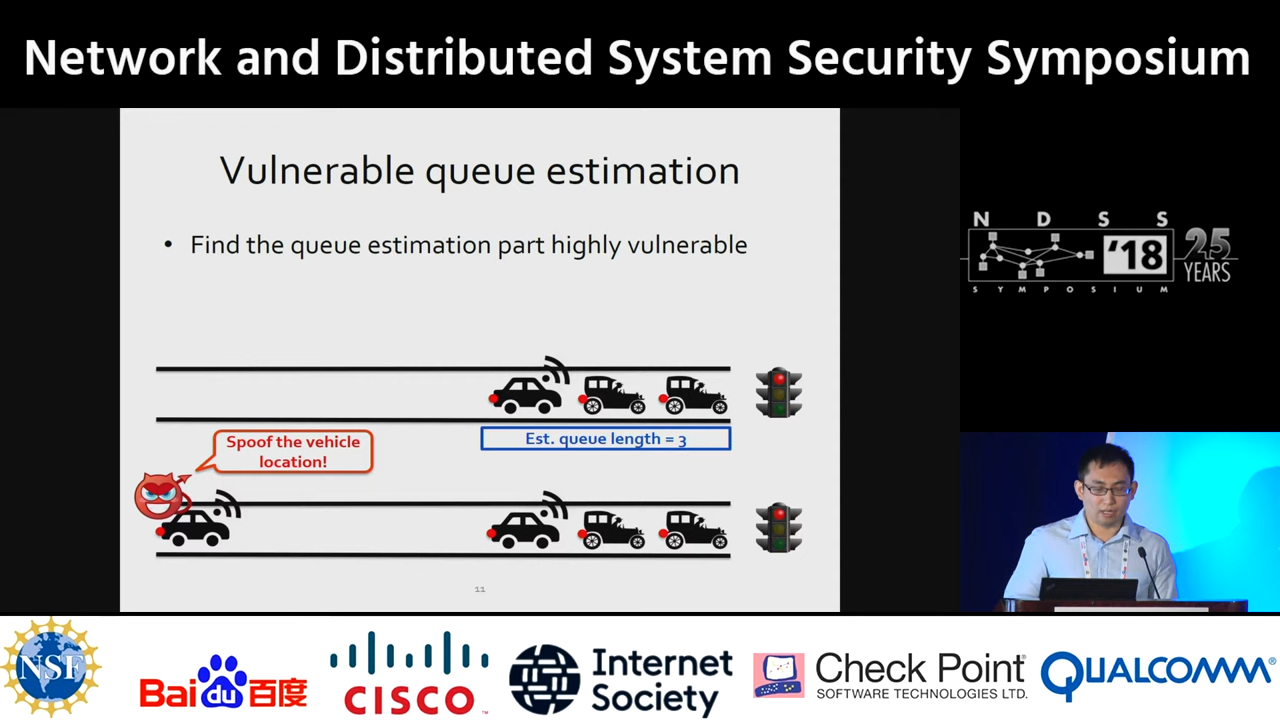 Network and Distributed System Security Symposium
Vulnerable queue estimation
• Find the queue estimation part highly vulnerable
Est. queue length = 3
Spoof the vehicle
location!
11
N D S S
'18
SYMPOSIUM
25
YEARS
NSF
Baidu百度
CISCO
Internet
Society
Check Point
SOFTWARE TECHNOLOGIES LTD.
QUALCOMM®